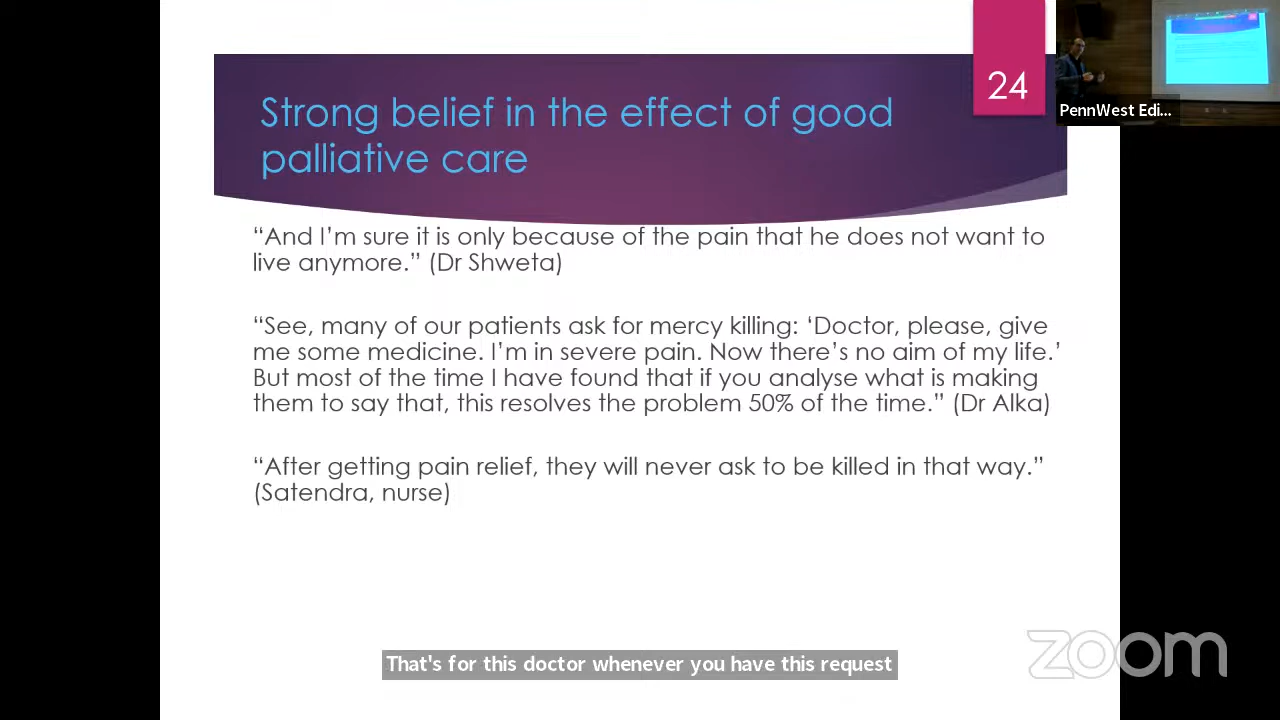 24
PennWest Edi...
Strong belief in the effect of good
palliative care
“And I’m sure it is only because of the pain that he does not want to
live anymore.” (Dr Shweta)
“See, many of our patients ask for mercy killing: ‘Doctor, please, give
me some medicine. I’m in severe pain. Now there’s no aim of my life.’
But most of the time I have found that if you analyse what is making
them to say that, this resolves the problem 50% of the time.” (Dr Alka)
“After getting pain relief, they will never ask to be killed in that way.”
(Satendra, nurse)
That's for this doctor whenever you have this request
zoom